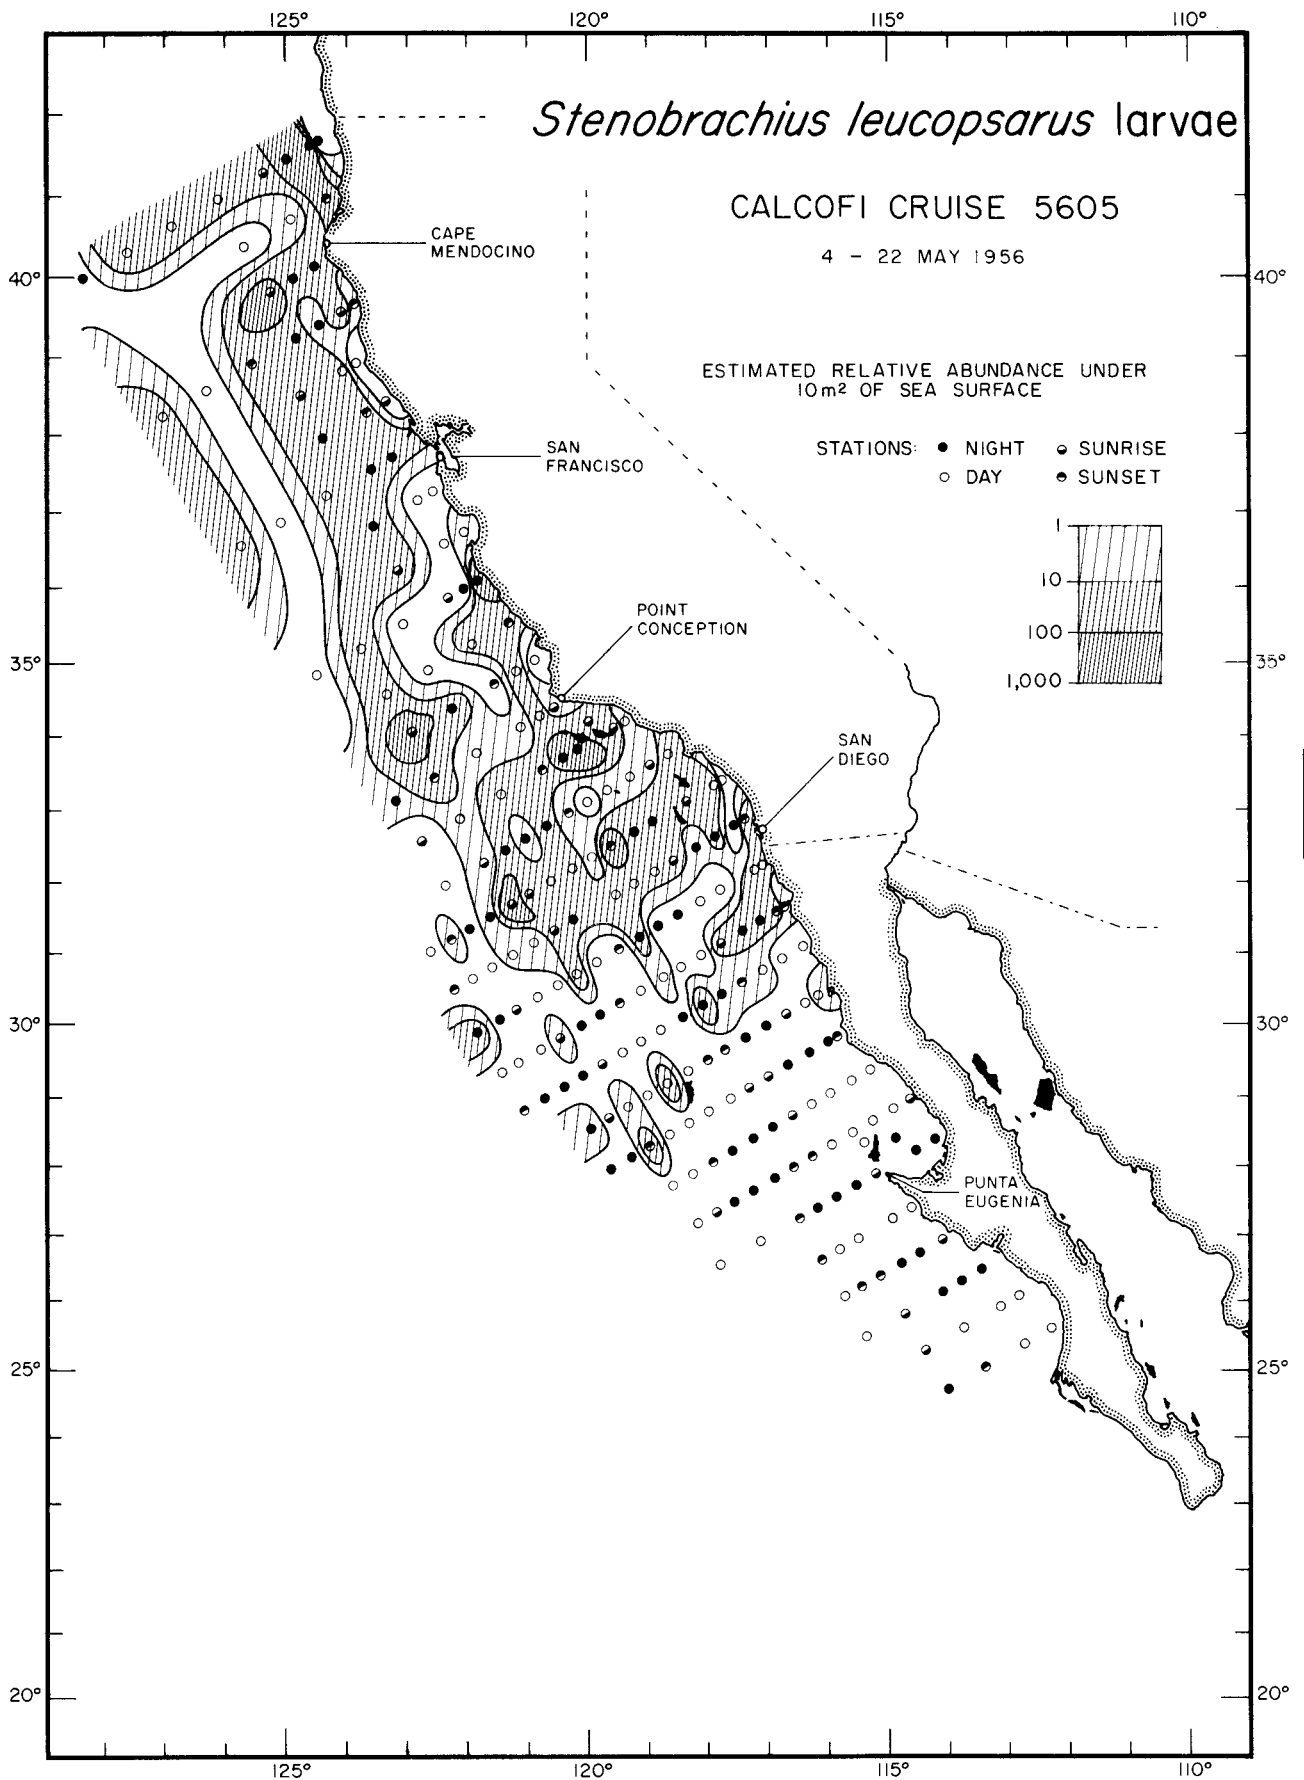 125°
120°
115°
110°
Stenobrachius leucopsarus larvae
CALCOFI CRUISE 5605
4 – 22 MAY 1956
CAPE
MENDOCINO
40°
40°
ESTIMATED RELATIVE ABUNDANCE UNDER
10m² OF SEA SURFACE
STATIONS: NIGHT SUNRISE
DAY SUNSET
SAN
FRANCISCO
1
10
100
1,000
POINT
CONCEPTION
35°
35°
SAN
DIEGO
30°
30°
PUNTA
EUGENIA
25°
25°
20°
20°
125°
120°
115°
110°